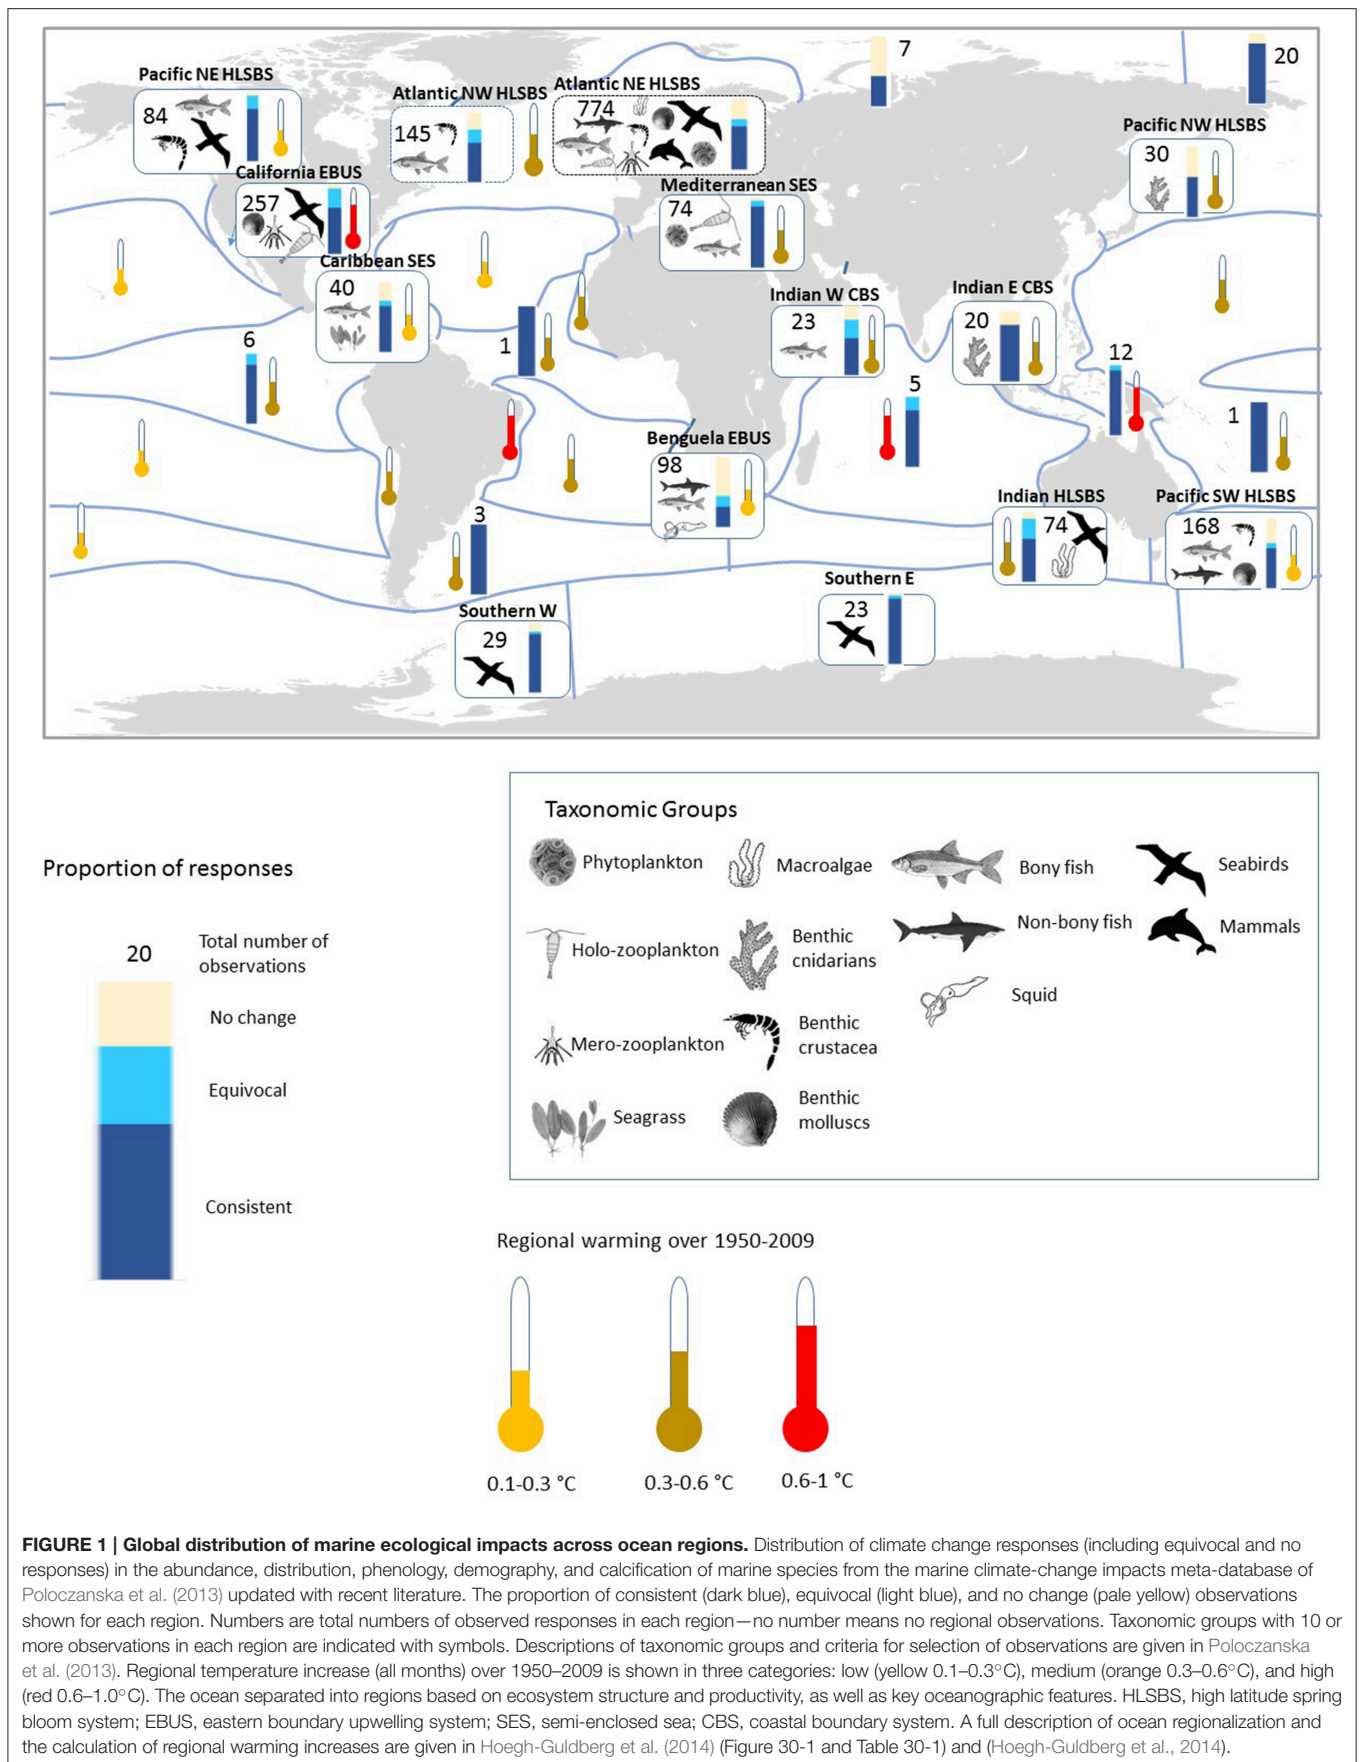 7
20
Pacific NE HLSBS
84
Atlantic NW HLSBS
145
Atlantic NE HLSBS
774
Pacific NW HLSBS
30
California EBUS
257
Mediterranean SES
74
Caribbean SES
40
Indian W CBS
23
Indian E CBS
20
6
1
12
5
1
Benguela EBUS
98
Indian HLSBS
74
Pacific SW HLSBS
168
3
Southern E
23
Southern W
29
Proportion of responses
20
Total number of
observations
No change
Equivocal
Consistent
Taxonomic Groups
Phytoplankton
Macroalgae
Bony fish
Seabirds
Holo-zooplankton
Benthic
cnidarians
Non-bony fish
Mammals
Squid
Mero-zooplankton
Benthic
crustacea
Seagrass
Benthic
molluscs
Regional warming over 1950-2009
0.1-0.3 °C
0.3-0.6 °C
0.6-1 °C
FIGURE 1 | Global distribution of marine ecological impacts across ocean regions. Distribution of climate change responses (including equivocal and no
responses) in the abundance, distribution, phenology, demography, and calcification of marine species from the marine climate-change impacts meta-database of
Poloczanska et al. (2013) updated with recent literature. The proportion of consistent (dark blue), equivocal (light blue), and no change (pale yellow) observations
shown for each region. Numbers are total numbers of observed responses in each region—no number means no regional observations. Taxonomic groups with 10 or
more observations in each region are indicated with symbols. Descriptions of taxonomic groups and criteria for selection of observations are given in Poloczanska
et al. (2013). Regional temperature increase (all months) over 1950–2009 is shown in three categories: low (yellow 0.1–0.3°C), medium (orange 0.3–0.6°C), and high
(red 0.6–1.0°C). The ocean separated into regions based on ecosystem structure and productivity, as well as key oceanographic features. HLSBS, high latitude spring
bloom system; EBUS, eastern boundary upwelling system; SES, semi-enclosed sea; CBS, coastal boundary system. A full description of ocean regionalization and
the calculation of regional warming increases are given in Hoegh-Guldberg et al. (2014) (Figure 30-1 and Table 30-1) and (Hoegh-Guldberg et al., 2014).